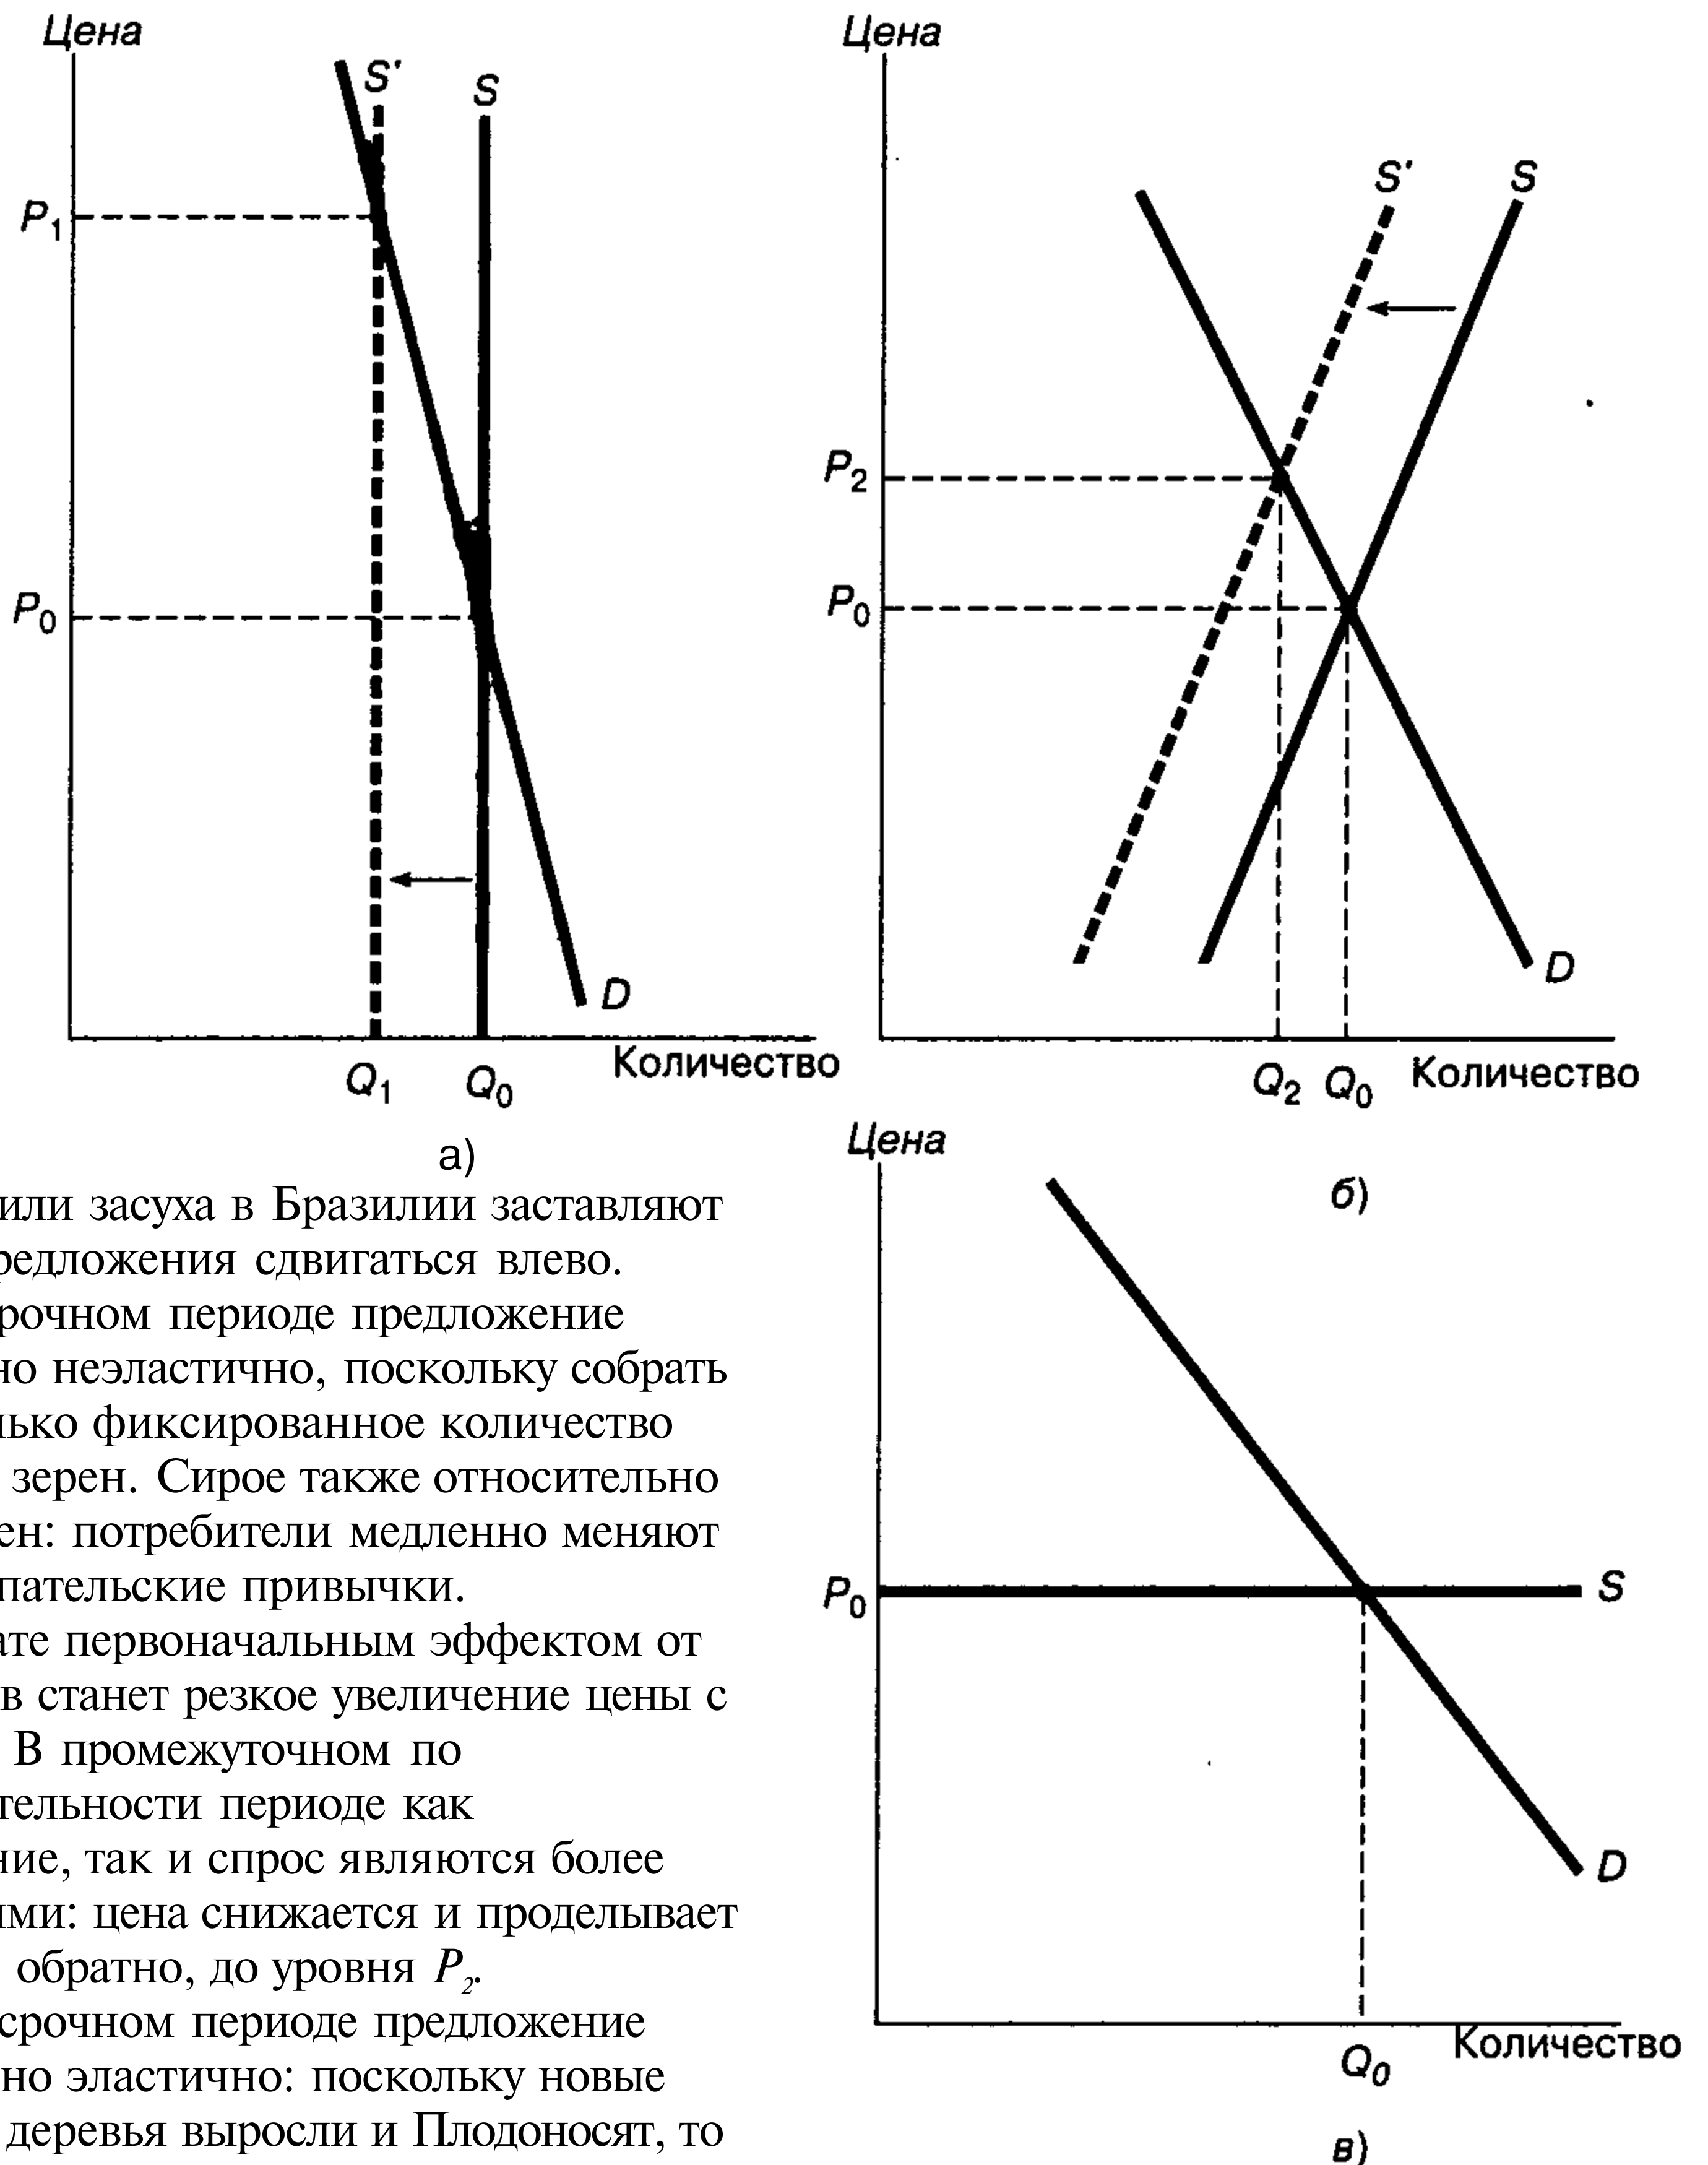 Цена
S'
S
P1
P0
D
Количество
Q1
Q0
а)
Цена
S'
S
P2
P0
D
Количество
Q2
Q0
б)
или засуха в Бразилии заставляют
редложения сдвигаться влево.
рочном периоде предложение
но неэластично, поскольку собрать
лько фиксированное количество
зерен. Сирое также относительно
ен: потребители медленно меняют
пательские привычки.
ате первоначальным эффектом от
в станет резкое увеличение цены с
В промежуточном по
тельности периоде как
ние, так и спрос являются более
ми: цена снижается и проделывает
обратно, до уровня P2.
срочном периоде предложение
но эластично: поскольку новые
деревья выросли и Плодоносят, то
Цена
P0
S
D
Количество
Q0
в)